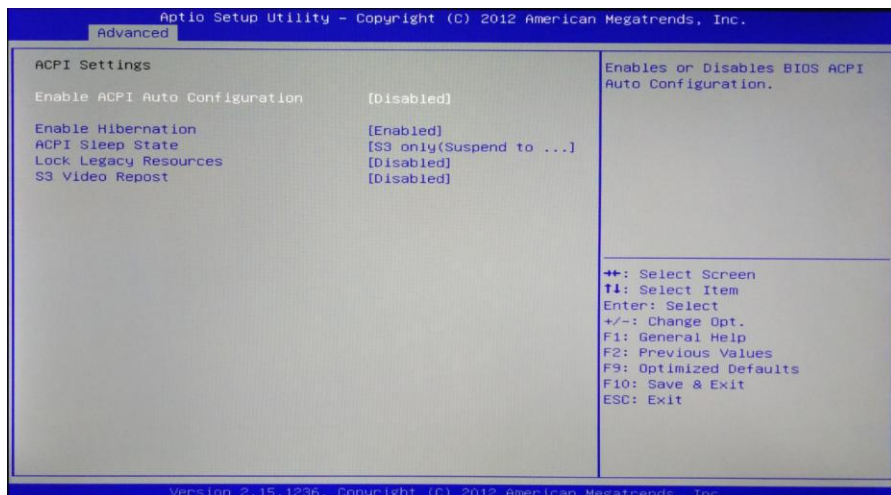 Aptio Setup Utility – Copyright (C) 2012 American Megatrends, Inc.
Advanced
ACPI Settings
Enable ACPI Auto Configuration [Disabled]
Enable Hibernation [Enabled]
ACPI Sleep State [S3 only(Suspend to ...]
Lock Legacy Resources [Disabled]
S3 Video Repost [Disabled]
Enables or Disables BIOS ACPI
Auto Configuration.
→←: Select Screen
↑↓: Select Item
Enter: Select
+/-: Change Opt.
F1: General Help
F2: Previous Values
F9: Optimized Defaults
F10: Save & Exit
ESC: Exit
Version 2.15.1236. Copyright (C) 2012 American Megatrends, Inc.